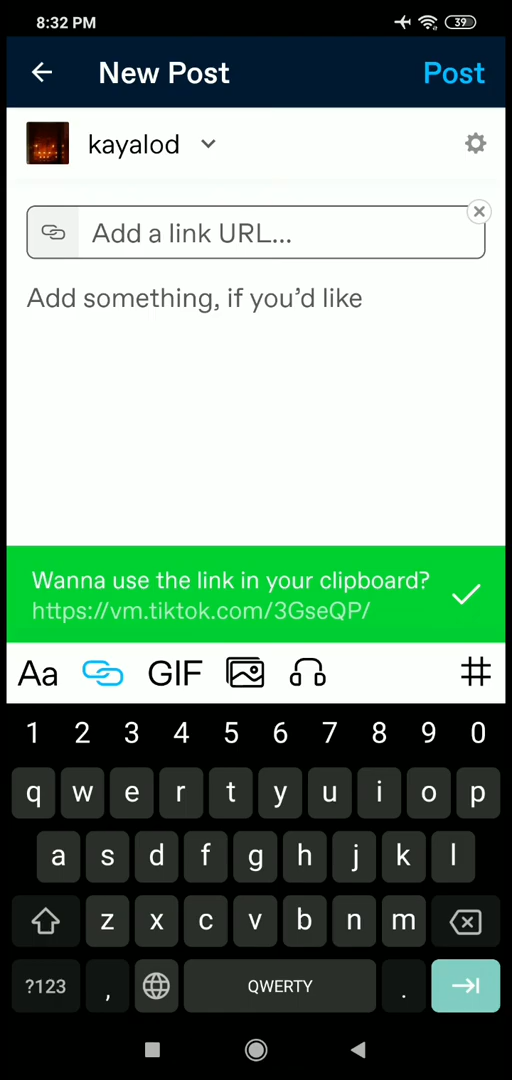 8:32 PM 39
New Post Post
kayalod
Add a link URL...
Add something, if you’d like
Wanna use the link in your clipboard?
https://vm.tiktok.com/3GseQP/
Aa GIF #
1 2 3 4 5 6 7 8 9 0
q w e r t y u i o p
a s d f g h j k l
z x c v b n m
?123 , QWERTY .